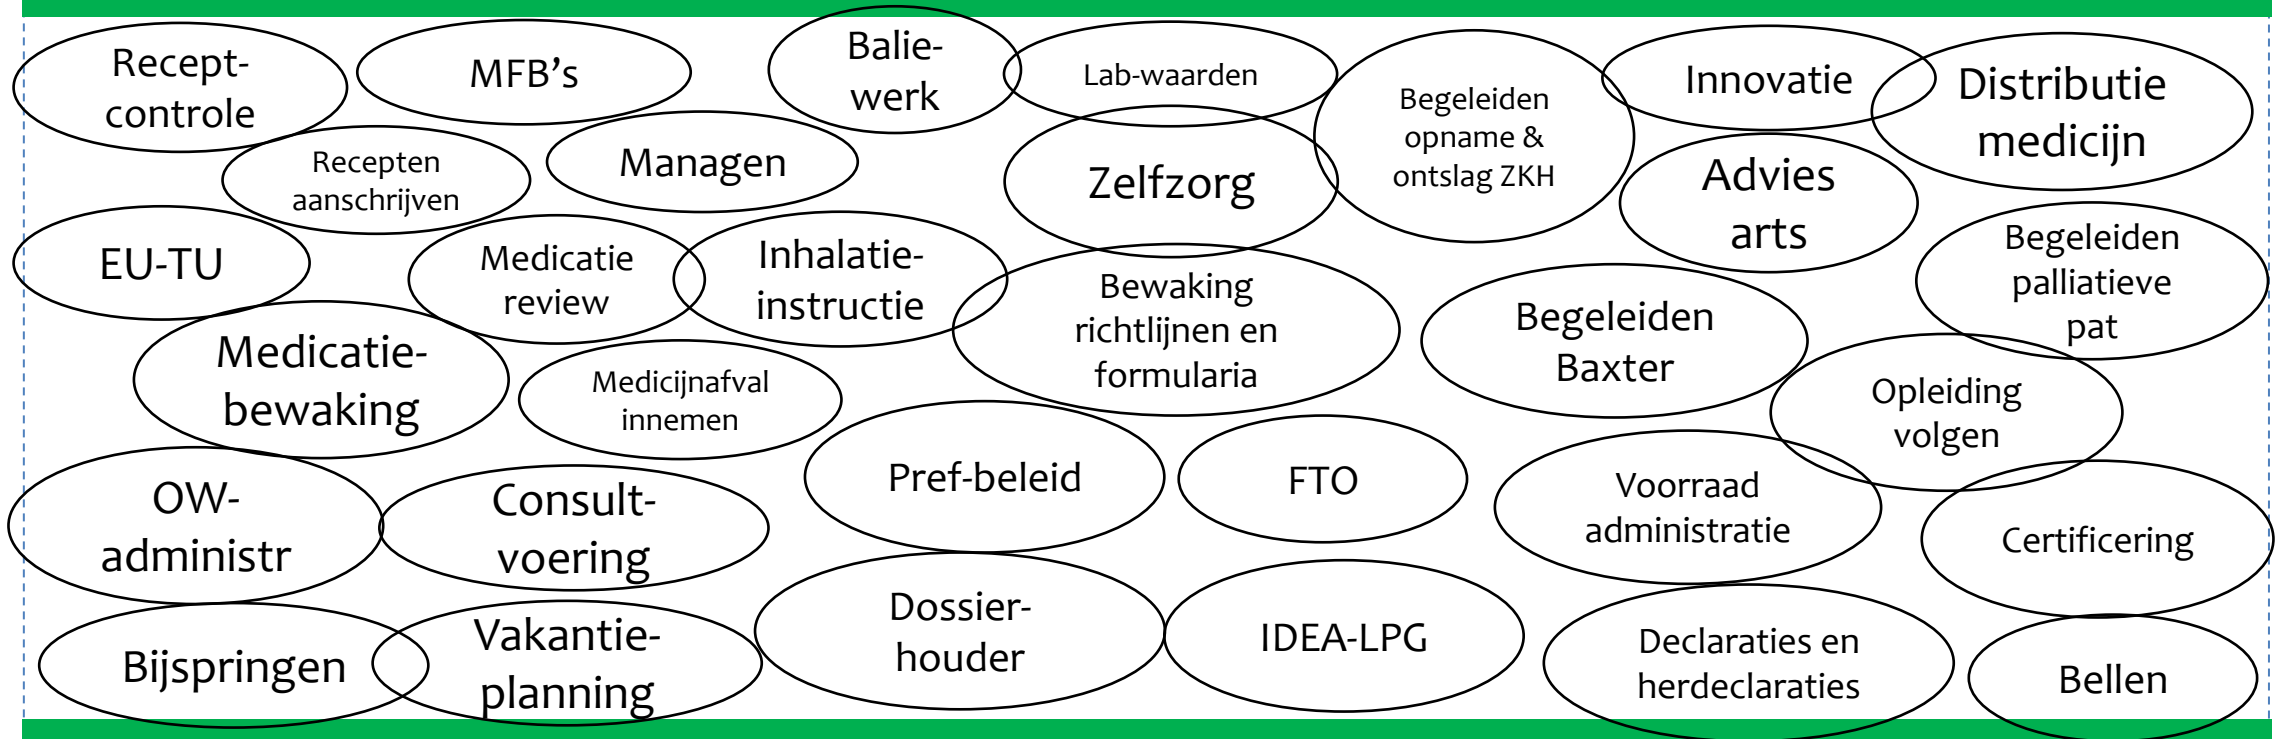 Recept-
controle
MFB's
Balie-
werk
Lab-waarden
Begeleiden
opname &
ontslag ZKH
Innovatie
Distributie
medicijn
Recepten
aanschrijven
Managen
Zelfzorg
Advies
arts
EU-TU
Medicatie
review
Inhalatie-
instructie
Bewaking
richtlijnen en
formularia
Begeleiden
Baxter
Begeleiden
palliatieve
pat
Medicatie-
bewaking
Medicijnafval
innemen
Opleiding
volgen
OW-
administr
Consult-
voering
Pref-beleid
FTO
Voorraad
administratie
Certificering
Bijspringen
Vakantie-
planning
Dossier-
houder
IDEA-LPG
Declaraties en
herdeclaraties
Bellen